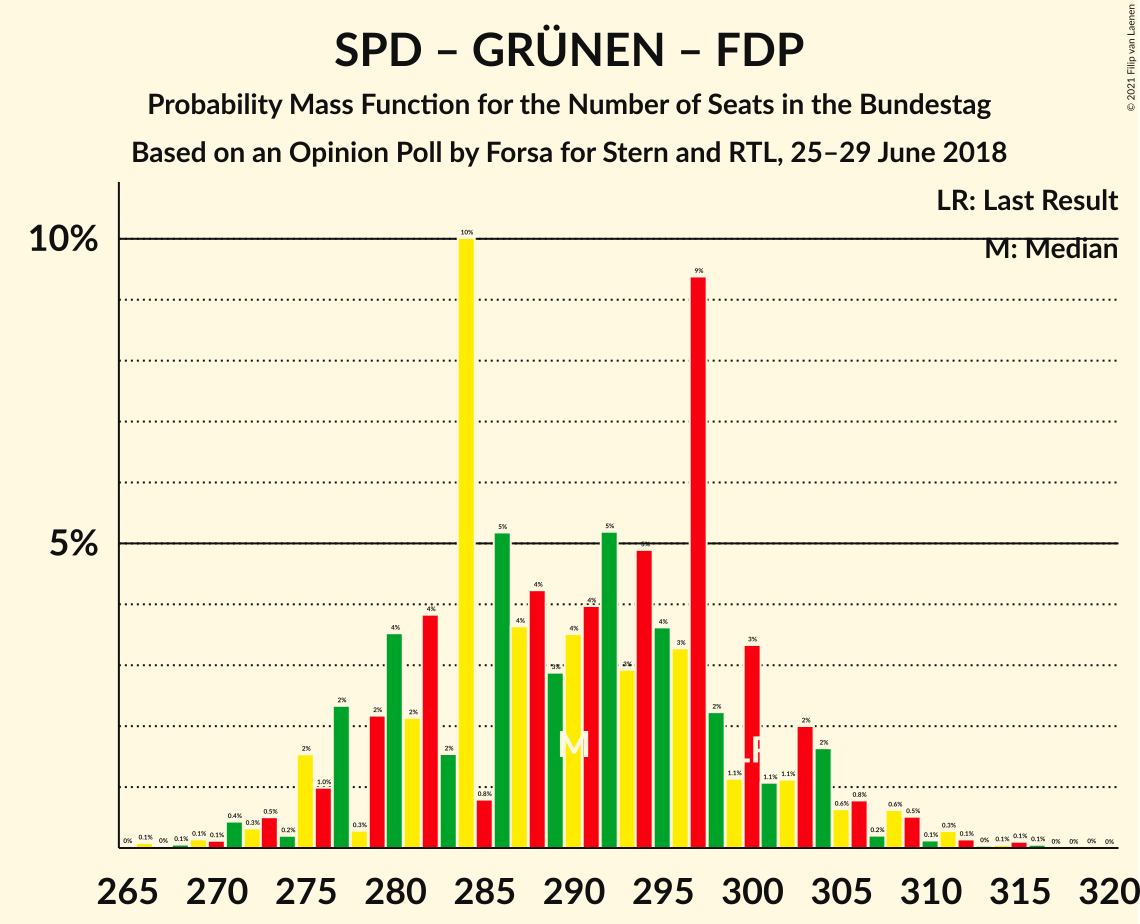 SPD – GRÜNEN – FDP
Probability Mass Function for the Number of Seats in the Bundestag
Based on an Opinion Poll by Forsa for Stern and RTL, 25–29 June 2018
© 2021 Filip van Laenen
LR: Last Result
M: Median
10%
5%
0% 0.1% 0% 0.1% 0.1% 0.1% 0.4% 0.3% 0.5% 0.2% 2% 1.0% 2% 0.3% 2% 4% 2% 4% 2% 10% 0.8% 5% 4% 4% 3% 4% 4% 5% 3% 5% 4% 3% 9% 2% 1.1% 3% 1.1% 1.1% 2% 2% 0.6% 0.8% 0.2% 0.6% 0.5% 0.1% 0.3% 0.1% 0% 0.1% 0.1% 0.1% 0% 0% 0% 0%
M LR
265 270 275 280 285 290 295 300 305 310 315 320